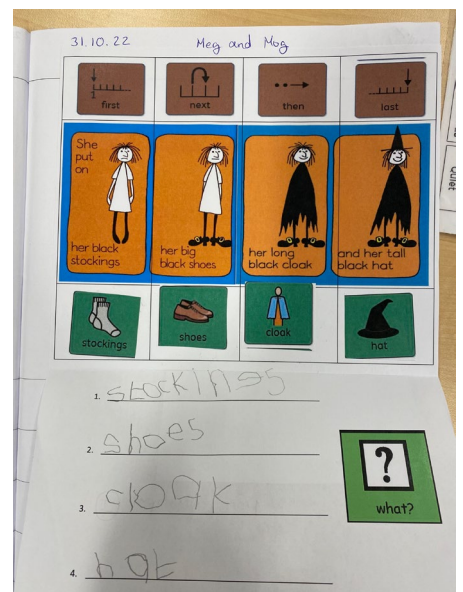 31.10.22 Meg and Mog
first next then last
She
put
on
her black
stockings
her big
black shoes
her long
black cloak
and her tall
black hat
stockings shoes cloak hat
1. stockings
2. shoes
3. cloak
4. hat
?
what?
Quiet